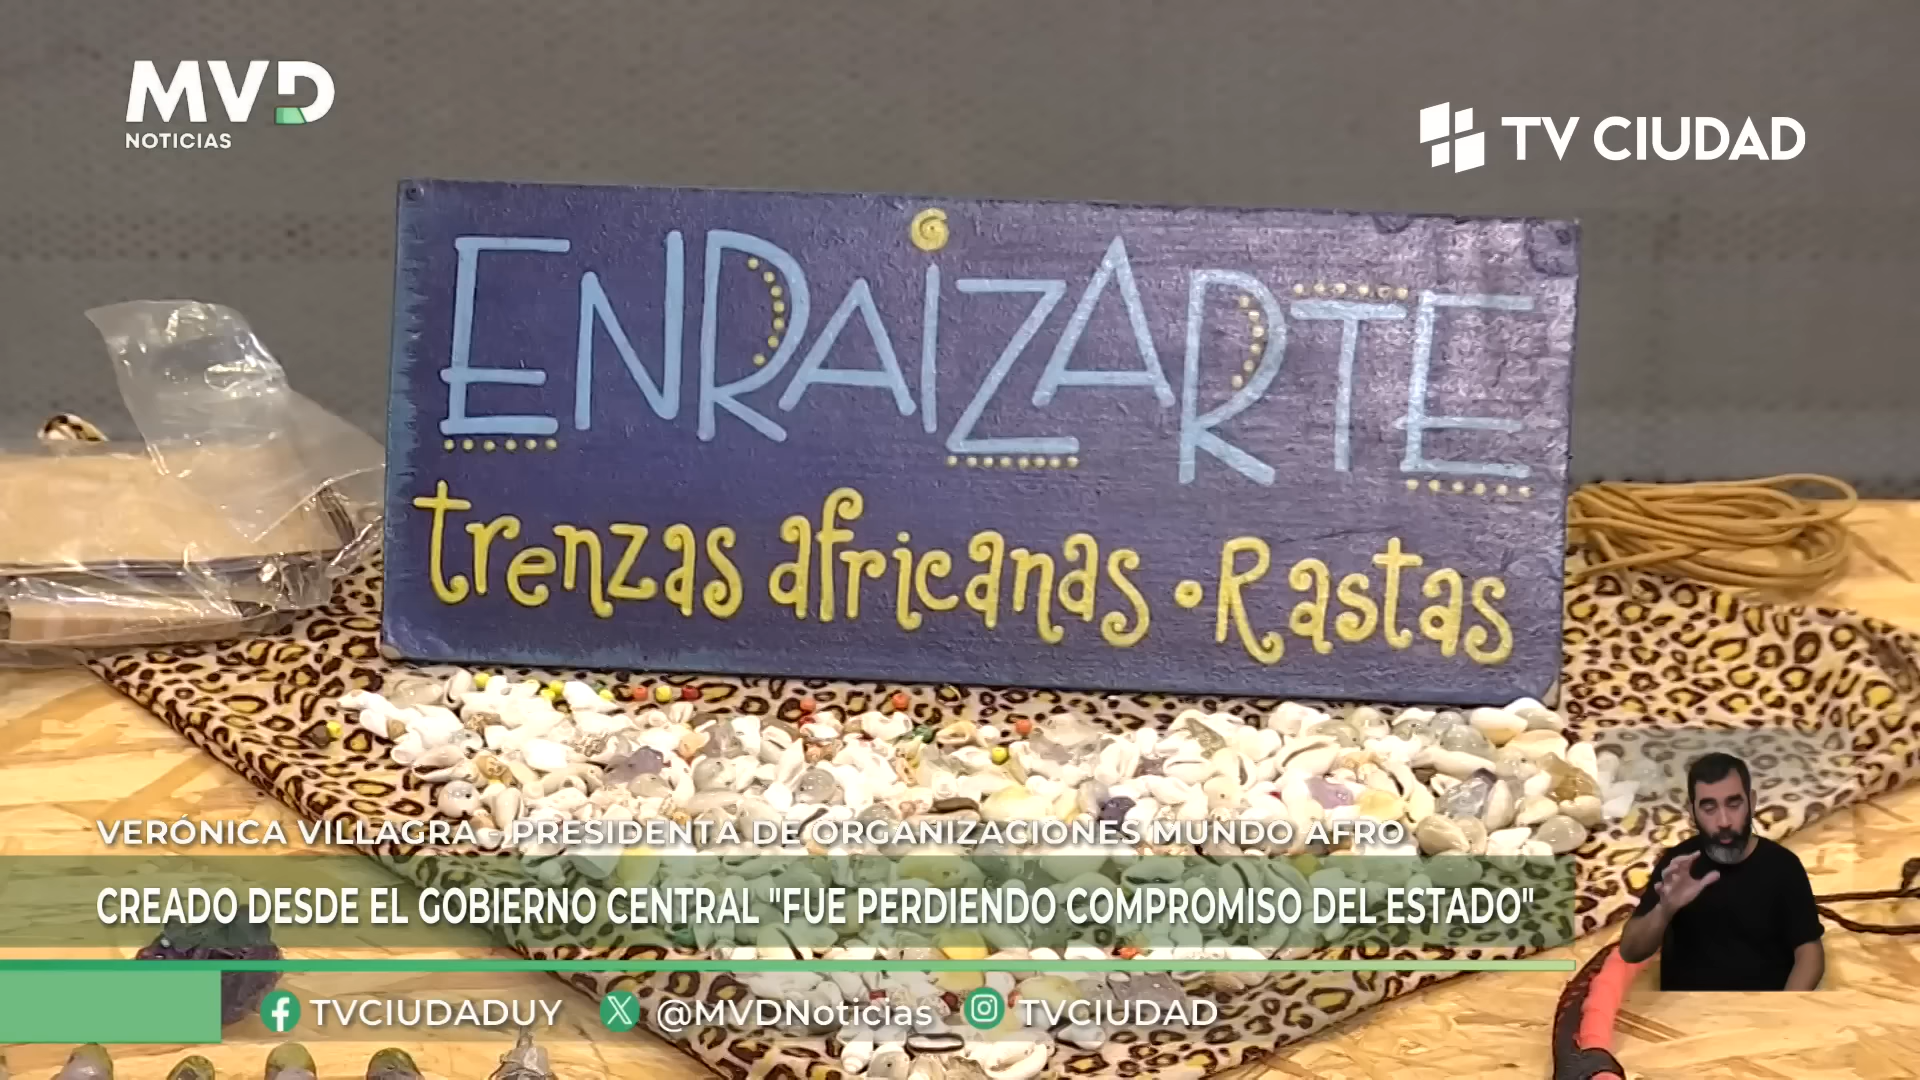 MVD
NOTICIAS
TV CIUDAD
ENRAIZARTE
trenzas africanas • Rastas
VERÓNICA VILLAGRA - PRESIDENTA DE ORGANIZACIONES MUNDO AFRO
CREADO DESDE EL GOBIERNO CENTRAL "FUE PERDIENDO COMPROMISO DEL ESTADO"
TVCIUDADUY @MVDNoticias TVCIUDAD